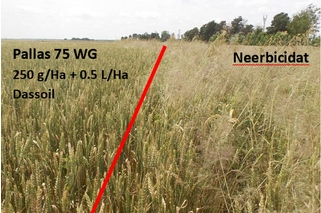 Pallas 75 WG
250 g/Ha + 0.5 L/Ha
Dassoil
Neerbicidat